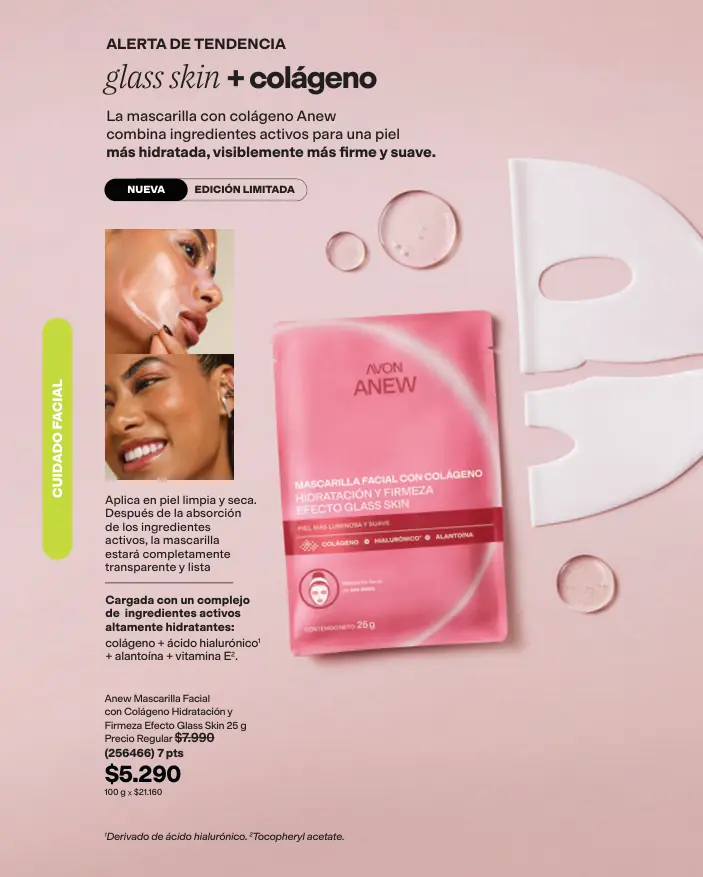 ALERTA DE TENDENCIA
glass skin + colágeno
La mascarilla con colágeno Anew
combina ingredientes activos para una piel
más hidratada, visiblemente más firme y suave.
NUEVA EDICIÓN LIMITADA
CUIDADO FACIAL
AVON
ANEW
MASCARILLA FACIAL CON COLÁGENO
HIDRATACIÓN Y FIRMEZA
EFECTO GLASS SKIN
PIEL MÁS LUMINOSA Y SUAVE
COLÁGENO + HIALURÓNICO* + ALANTOÍNA
Mascarilla facial
CONTENIDO NETO 25 g
Aplica en piel limpia y seca.
Después de la absorción
de los ingredientes
activos, la mascarilla
estará completamente
transparente y lista
Cargada con un complejo
de ingredientes activos
altamente hidratantes:
colágeno + ácido hialurónico¹
+ alantoína + vitamina E².
Anew Mascarilla Facial
con Colágeno Hidratación y
Firmeza Efecto Glass Skin 25 g
Precio Regular $7.990
(256466) 7 pts
$5.290
100 g x $21.160
¹Derivado de ácido hialurónico. ²Tocopheryl acetate.